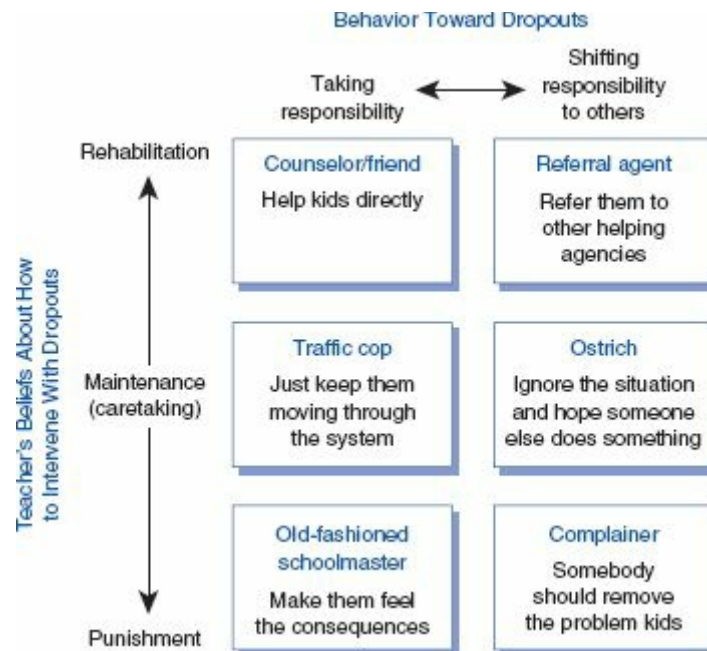 Behavior Toward Dropouts
Taking
responsibility
Shifting
responsibility
to others
Teacher's Beliefs About How
to Intervene With Dropouts
Rehabilitation
Counselor/friend
Help kids directly
Referral agent
Refer them to
other helping
agencies
Maintenance
(caretaking)
Traffic cop
Just keep them
moving through
the system
Ostrich
Ignore the situation
and hope someone
else does something
Punishment
Old-fashioned
schoolmaster
Make them feel
the consequences
Complainer
Somebody
should remove
the problem kids